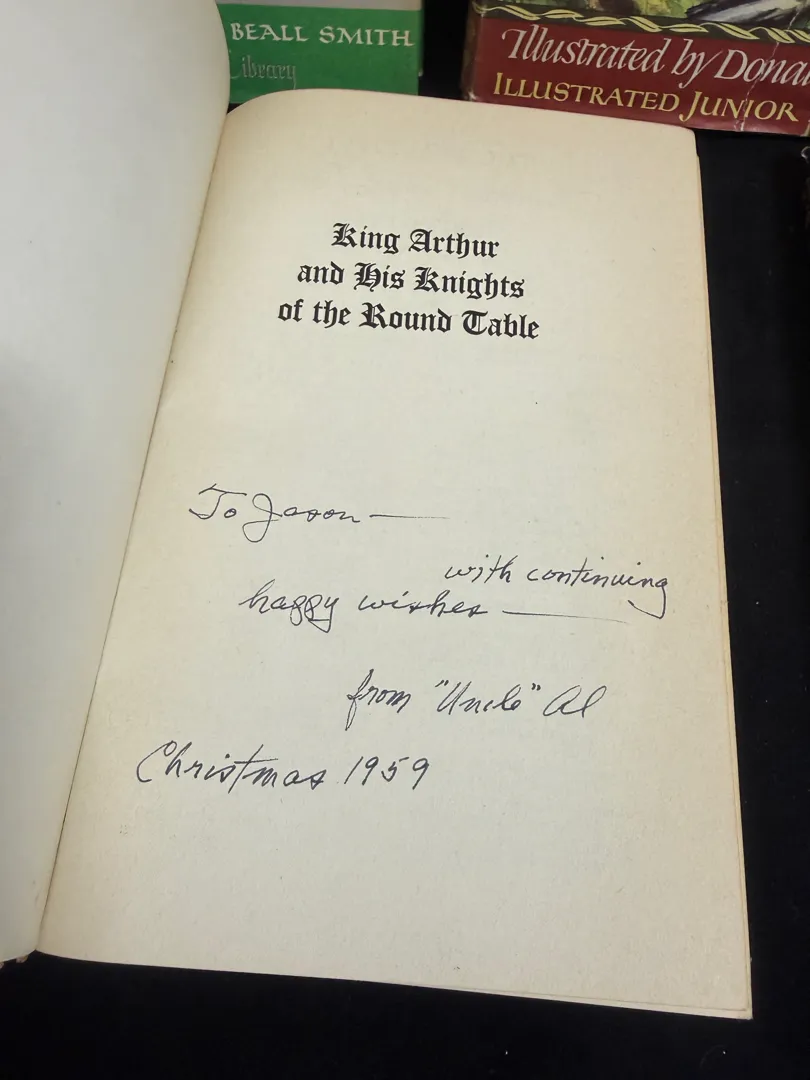 BEALL SMITH
Library
Illustrated by
ILLUSTRATED JUNIOR
King Arthur
and His Knights
of the Round Table
To Jason —
with continuing
happy wishes —
from "Uncle" Al
Christmas 1959